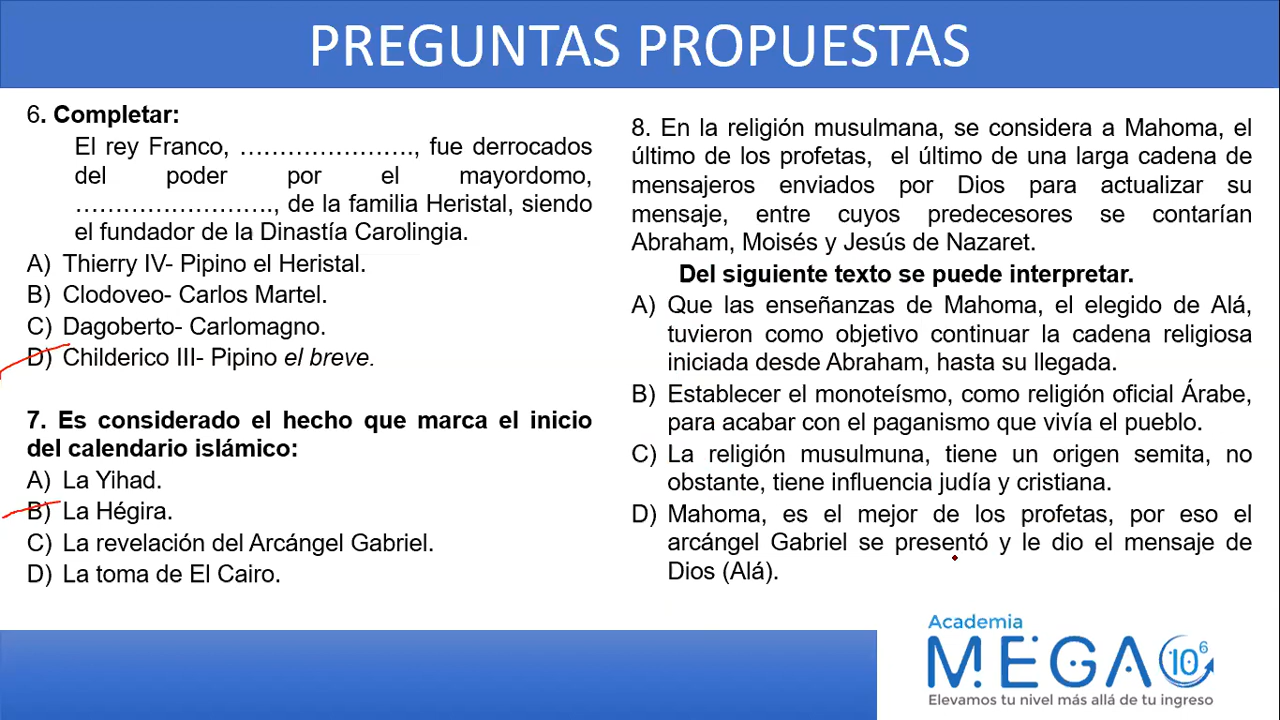 PREGUNTAS PROPUESTAS
6. Completar:
El rey Franco, …………………., fue derrocados
del poder por el mayordomo,
……………………., de la familia Heristal, siendo
el fundador de la Dinastía Carolingia.
A) Thierry IV- Pipino el Heristal.
B) Clodoveo- Carlos Martel.
C) Dagoberto- Carlomagno.
D) Childerico III- Pipino el breve.
7. Es considerado el hecho que marca el inicio
del calendario islámico:
A) La Yihad.
B) La Hégira.
C) La revelación del Arcángel Gabriel.
D) La toma de El Cairo.
8. En la religión musulmana, se considera a Mahoma, el
último de los profetas, el último de una larga cadena de
mensajeros enviados por Dios para actualizar su
mensaje, entre cuyos predecesores se contarían
Abraham, Moisés y Jesús de Nazaret.
Del siguiente texto se puede interpretar.
A) Que las enseñanzas de Mahoma, el elegido de Alá,
tuvieron como objetivo continuar la cadena religiosa
iniciada desde Abraham, hasta su llegada.
B) Establecer el monoteísmo, como religión oficial Árabe,
para acabar con el paganismo que vivía el pueblo.
C) La religión musulmuna, tiene un origen semita, no
obstante, tiene influencia judía y cristiana.
D) Mahoma, es el mejor de los profetas, por eso el
arcángel Gabriel se presentó y le dio el mensaje de
Dios (Alá).
Academia
MEGA 10⁶
Elevamos tu nivel más allá de tu ingreso